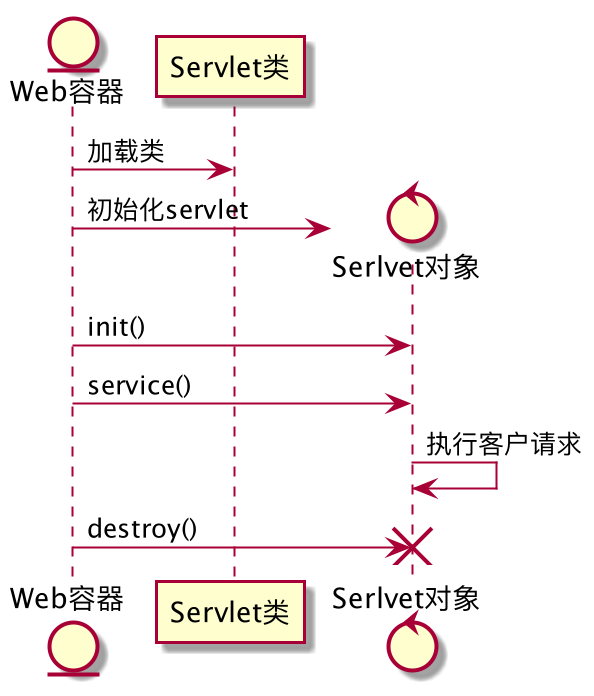 Web容器
Servlet类
加载类
初始化servlet
Serlvet对象
init()
service()
执行客户请求
destroy()
Web容器
Servlet类
Serlvet对象